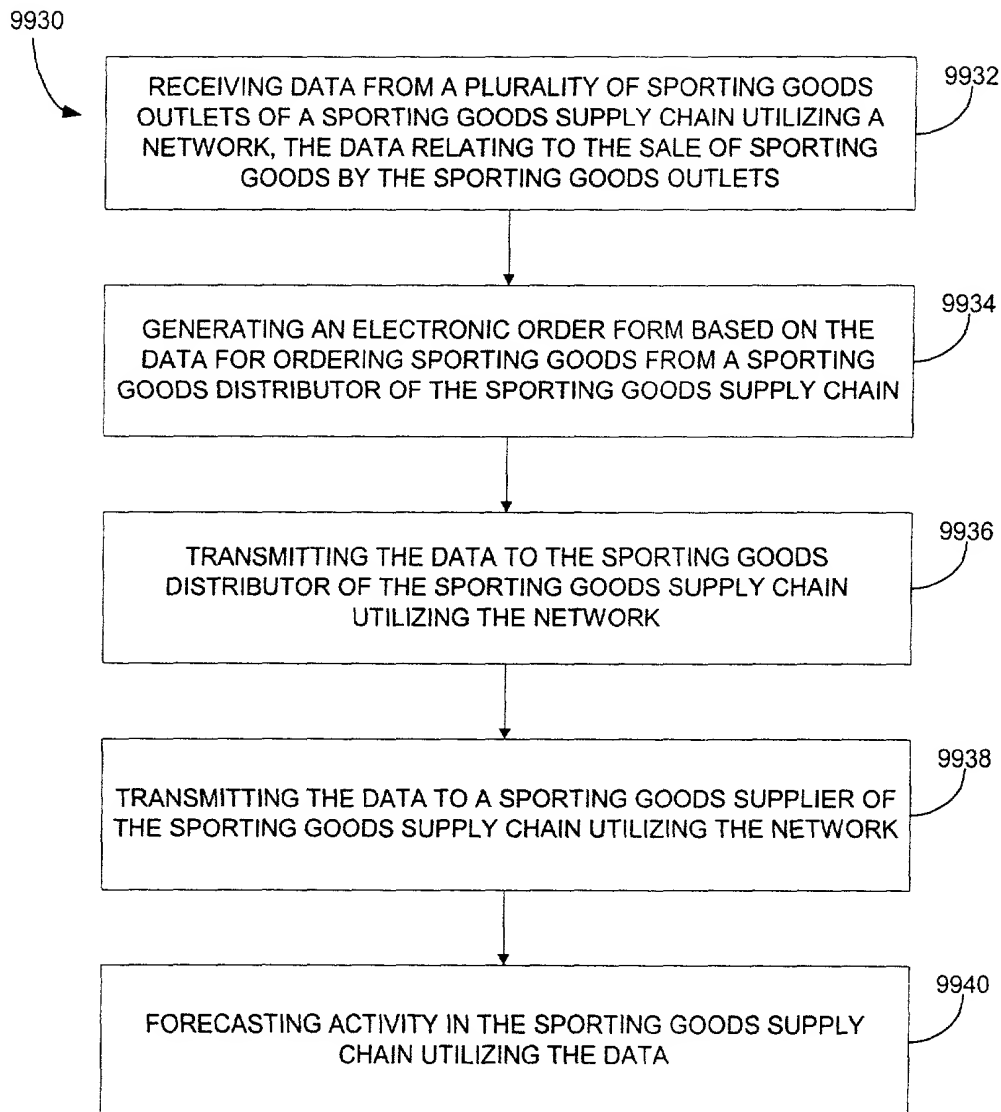 9930
RECEIVING DATA FROM A PLURALITY OF SPORTING GOODS
OUTLETS OF A SPORTING GOODS SUPPLY CHAIN UTILIZING A
NETWORK, THE DATA RELATING TO THE SALE OF SPORTING
GOODS BY THE SPORTING GOODS OUTLETS
9932
GENERATING AN ELECTRONIC ORDER FORM BASED ON THE
DATA FOR ORDERING SPORTING GOODS FROM A SPORTING
GOODS DISTRIBUTOR OF THE SPORTING GOODS SUPPLY CHAIN
9934
TRANSMITTING THE DATA TO THE SPORTING GOODS
DISTRIBUTOR OF THE SPORTING GOODS SUPPLY CHAIN
UTILIZING THE NETWORK
9936
TRANSMITTING THE DATA TO A SPORTING GOODS SUPPLIER OF
THE SPORTING GOODS SUPPLY CHAIN UTILIZING THE NETWORK
9938
FORECASTING ACTIVITY IN THE SPORTING GOODS SUPPLY
CHAIN UTILIZING THE DATA
9940